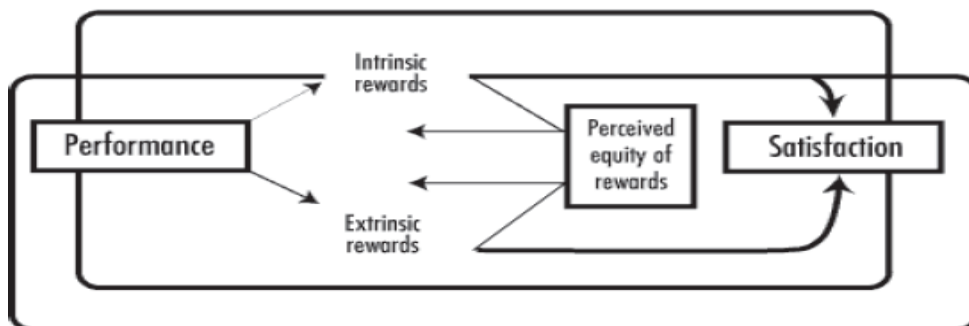 Intrinsic
rewards
Performance
Perceived
equity of
rewards
Satisfaction
Extrinsic
rewards